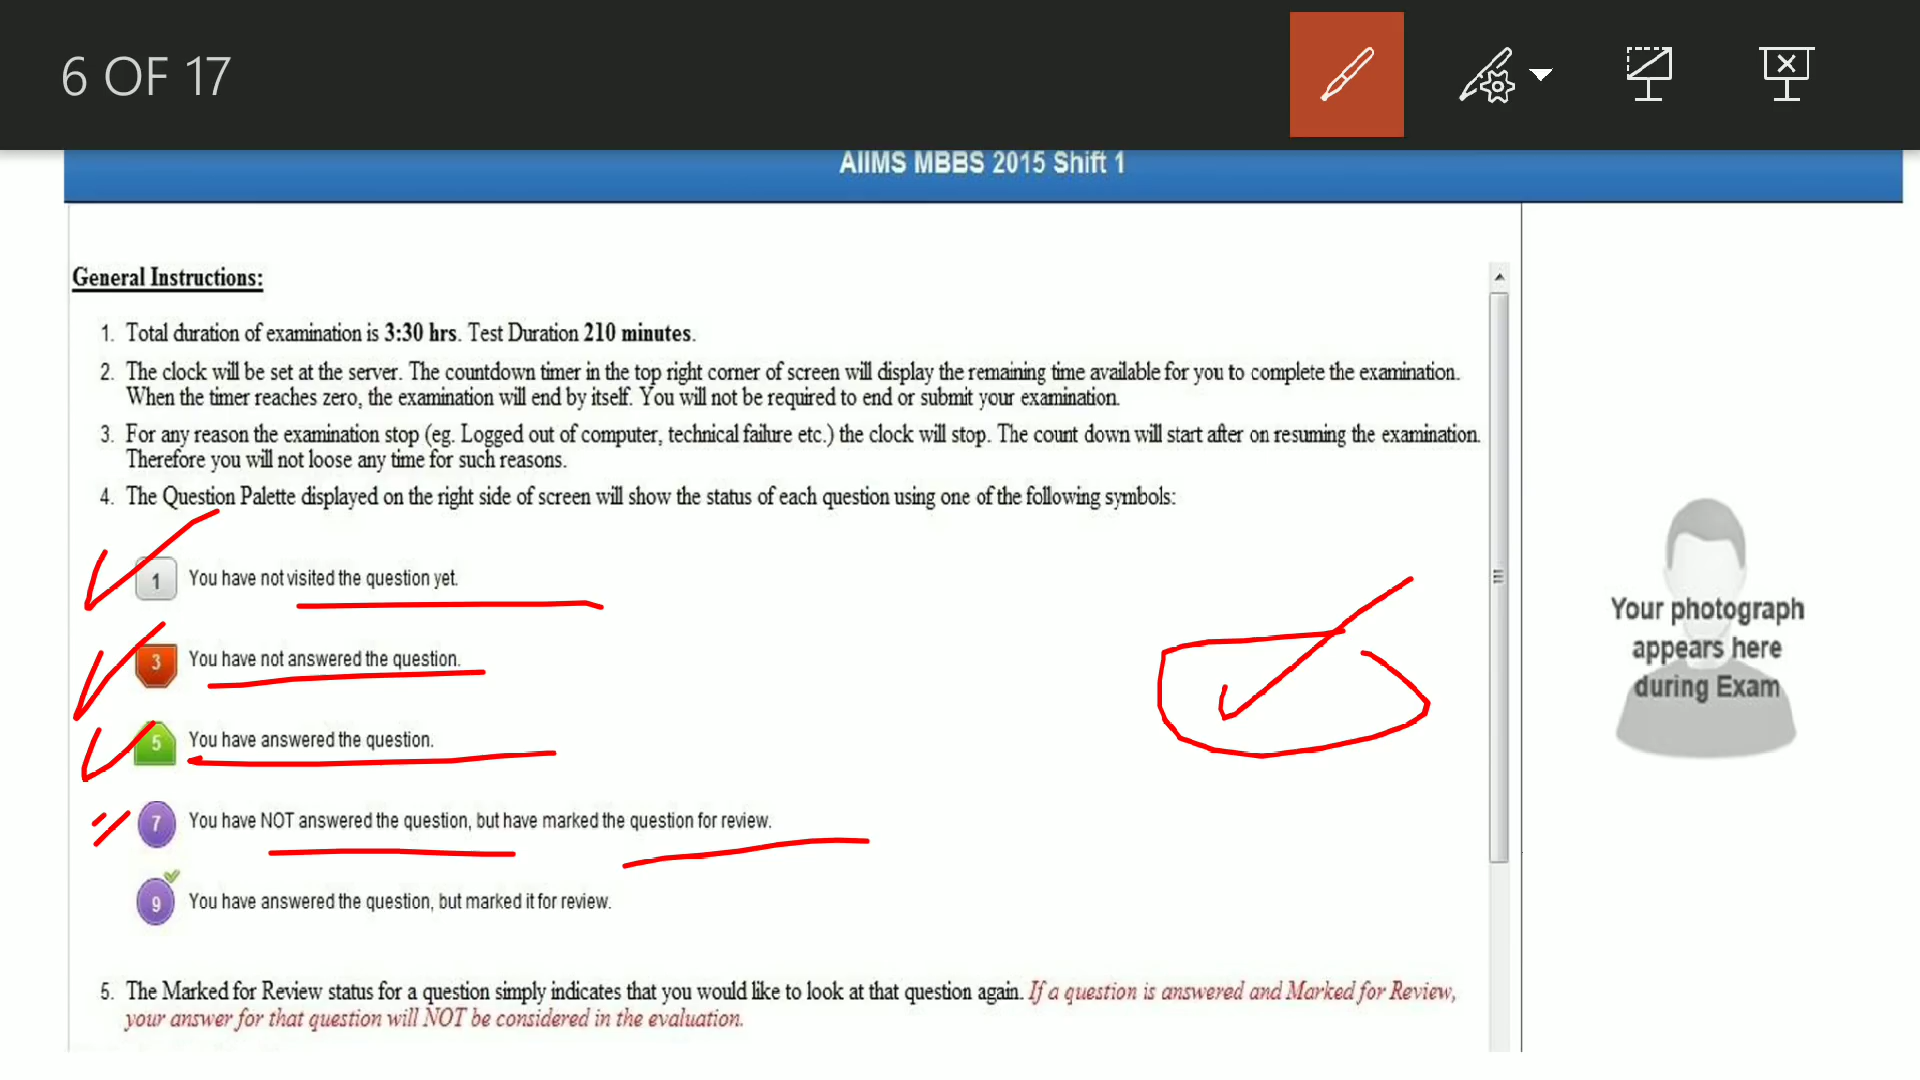 6 OF 17
AIIMS MBBS 2015 Shift 1
General Instructions:
1. Total duration of examination is 3:30 hrs. Test Duration 210 minutes.
2. The clock will be set at the server. The countdown timer in the top right corner of screen will display the remaining time available for you to complete the examination.
When the timer reaches zero, the examination will end by itself. You will not be required to end or submit your examination.
3. For any reason the examination stop (eg. Logged out of computer, technical failure etc.) the clock will stop. The count down will start after on resuming the examination.
Therefore you will not loose any time for such reasons.
4. The Question Palette displayed on the right side of screen will show the status of each question using one of the following symbols:
1 You have not visited the question yet.
3 You have not answered the question.
5 You have answered the question.
7 You have NOT answered the question, but have marked the question for review.
9 You have answered the question, but marked it for review.
5. The Marked for Review status for a question simply indicates that you would like to look at that question again. If a question is answered and Marked for Review,
your answer for that question will NOT be considered in the evaluation.
Your photograph
appears here
during Exam